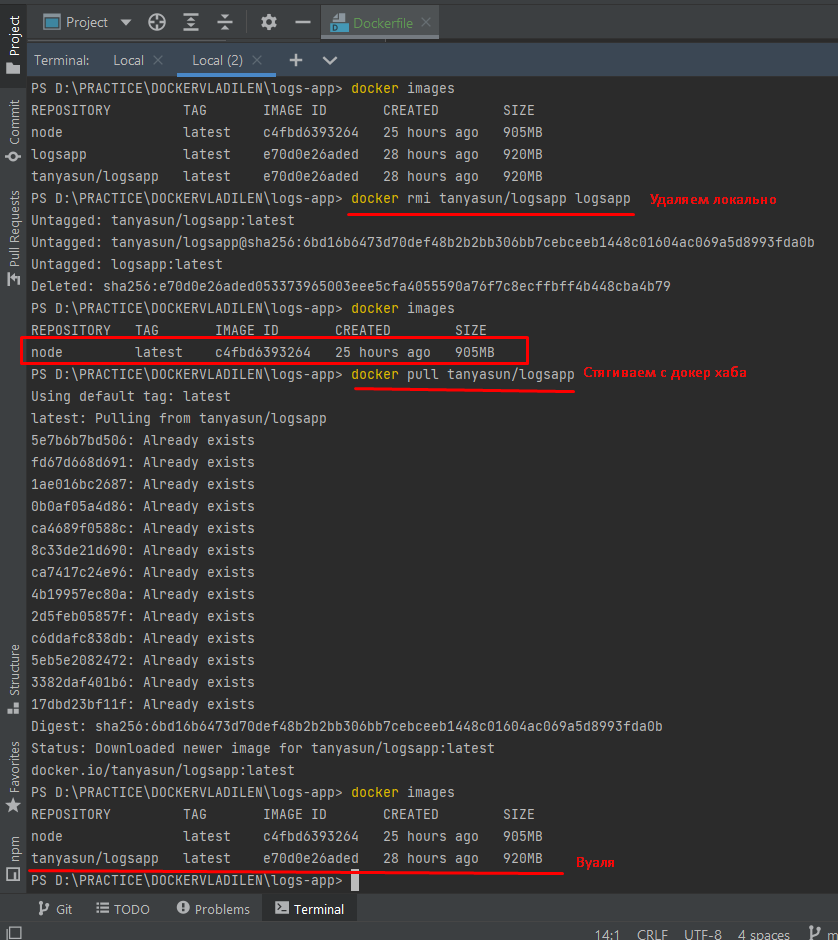 Project
Dockerfile
Terminal: Local Local (2)
PS D:\PRACTICE\DOCKERVLADILEN\logs-app> docker images
REPOSITORY TAG IMAGE ID CREATED SIZE
node latest c4fbd6393264 25 hours ago 905MB
logsapp latest e70d0e26aded 28 hours ago 920MB
tanyasun/logsapp latest e70d0e26aded 28 hours ago 920MB
PS D:\PRACTICE\DOCKERVLADILEN\logs-app> docker rmi tanyasun/logsapp logsapp Удаляем локально
Untagged: tanyasun/logsapp:latest
Untagged: tanyasun/logsapp@sha256:6bd16b6473d70def48b2b2bb306bb7cebceeb1448c01604ac069a5d8993fda0b
Untagged: logsapp:latest
Deleted: sha256:e70d0e26aded053373965003eee5cfa4055590a76f7c8ecffbff4b448cba4b79
PS D:\PRACTICE\DOCKERVLADILEN\logs-app> docker images
REPOSITORY TAG IMAGE ID CREATED SIZE
node latest c4fbd6393264 25 hours ago 905MB
PS D:\PRACTICE\DOCKERVLADILEN\logs-app> docker pull tanyasun/logsapp Стягиваем с докер хаба
Using default tag: latest
latest: Pulling from tanyasun/logsapp
5e7b6b7bd506: Already exists
fd67d668d691: Already exists
1ae016bc2687: Already exists
0b0af05a4d86: Already exists
ca4689f0588c: Already exists
8c33de21d690: Already exists
ca7417c24e96: Already exists
4b19957ec80a: Already exists
2d5feb05857f: Already exists
c6ddafc838db: Already exists
5eb5e2082472: Already exists
3382daf401b6: Already exists
17dbd23bf11f: Already exists
Digest: sha256:6bd16b6473d70def48b2b2bb306bb7cebceeb1448c01604ac069a5d8993fda0b
Status: Downloaded newer image for tanyasun/logsapp:latest
docker.io/tanyasun/logsapp:latest
PS D:\PRACTICE\DOCKERVLADILEN\logs-app> docker images
REPOSITORY TAG IMAGE ID CREATED SIZE
node latest c4fbd6393264 25 hours ago 905MB
tanyasun/logsapp latest e70d0e26aded 28 hours ago 920MB Вуаля
PS D:\PRACTICE\DOCKERVLADILEN\logs-app>
Project
Commit
Pull Requests
Structure
Favorites
npm
Git TODO Problems Terminal
14:1 CRLF UTF-8 4 spaces m